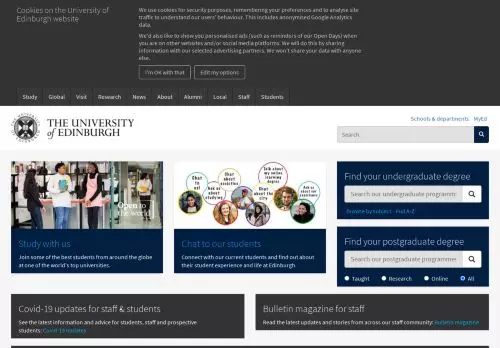 Cookies on the University of
Edinburgh website
We use cookies for security purposes, remembering your preferences and to analyse site
traffic to understand our users' behaviour. This includes anonymised Google Analytics
data.
We'd also like to show you personalised ads (such as reminders of our Open Days) when
you are on other websites and/or social media platforms. We will do this by sharing
information with our selected advertising partners. We won't share your data with
anyone else.
I'm OK with that
Edit my options
Study Global Visit Research News About Alumni Local Staff Students
THE UNIVERSITY
of EDINBURGH
Schools & departments MyEd
Search
Open to
the world
Chat to us!
Ask us about studying
Chat about societies
Chat about the city
Talk about my online learning degree
Ask us about our
Study with us
Join some of the best students from around the globe
at one of the world's top universities.
Chat to our students
Connect with our current students and find out about
their student experience and life at Edinburgh
Find your undergraduate degree
Search our undergraduate programm
Browse by subject Find A-Z
Find your postgraduate degree
Search our postgraduate programme
Taught Research Online All
Covid-19 updates for staff & students
See the latest information and advice for students, staff and prospective
students: Covid-19 updates
Bulletin magazine for staff
Read the latest updates and stories from across our staff community: Bulletin magazine